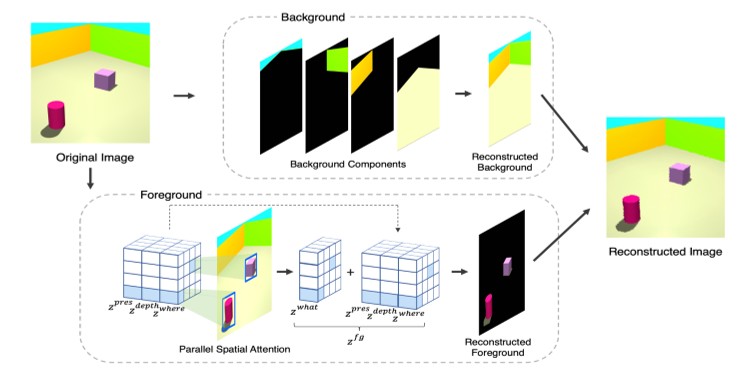 Background
Original Image
Background Components
Reconstructed
Background
Foreground
z^pres z^depth z^where
Parallel Spatial Attention
z^what
+
z^pres z^depth z^where
z^fg
Reconstructed
Foreground
Reconstructed Image